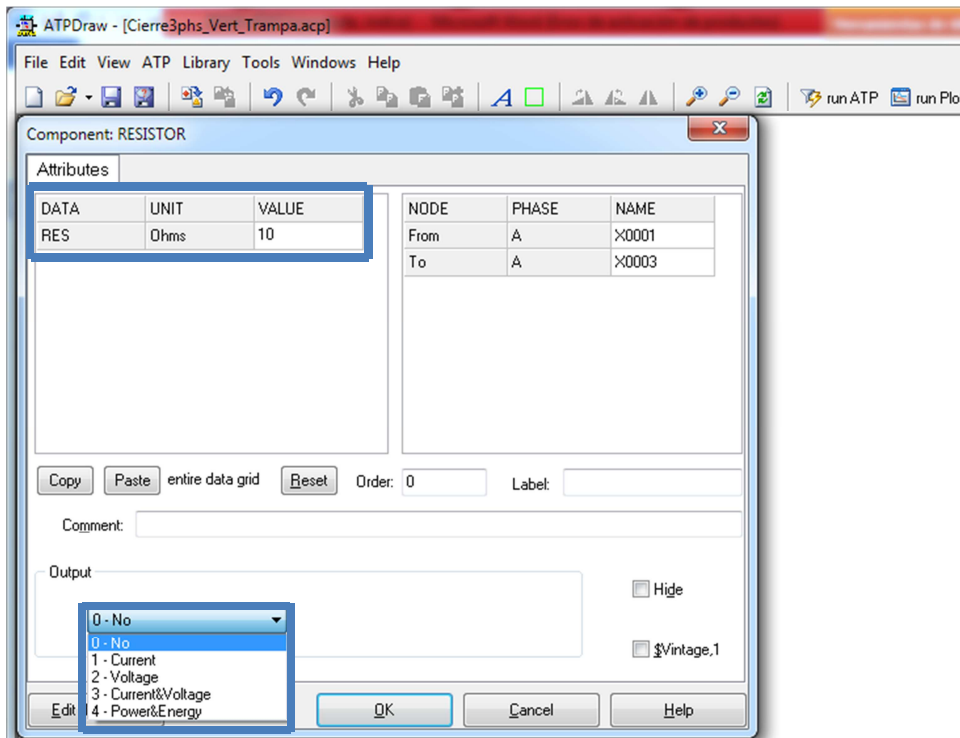 ATPDraw - [Cierre3phs_Vert_Trampa.acp]
File Edit View ATP Library Tools Windows Help
A run ATP run Plo
Component: RESISTOR
Attributes
DATA UNIT VALUE
RES Ohms 10
NODE PHASE NAME
From A X0001
To A X0003
Copy Paste entire data grid Reset Order: 0 Label:
Comment:
Output
0 - No
0 - No
1 - Current
2 - Voltage
3 - Current&Voltage
4 - Power&Energy
Hide
$Vintage,1
Edit OK Cancel Help